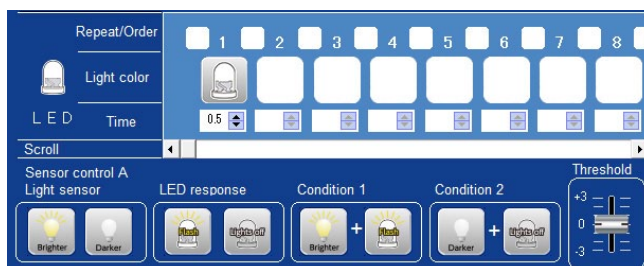 Repeat/Order
1 2 3 4 5 6 7 8
Light color
LED
Time
0.5
Scroll
Sensor control A
Light sensor
LED response
Condition 1
Condition 2
Threshold
Brighter
Darker
Flash
Lights off
Brighter
+
Flash
Darker
+
Lights off
+3
0
-3